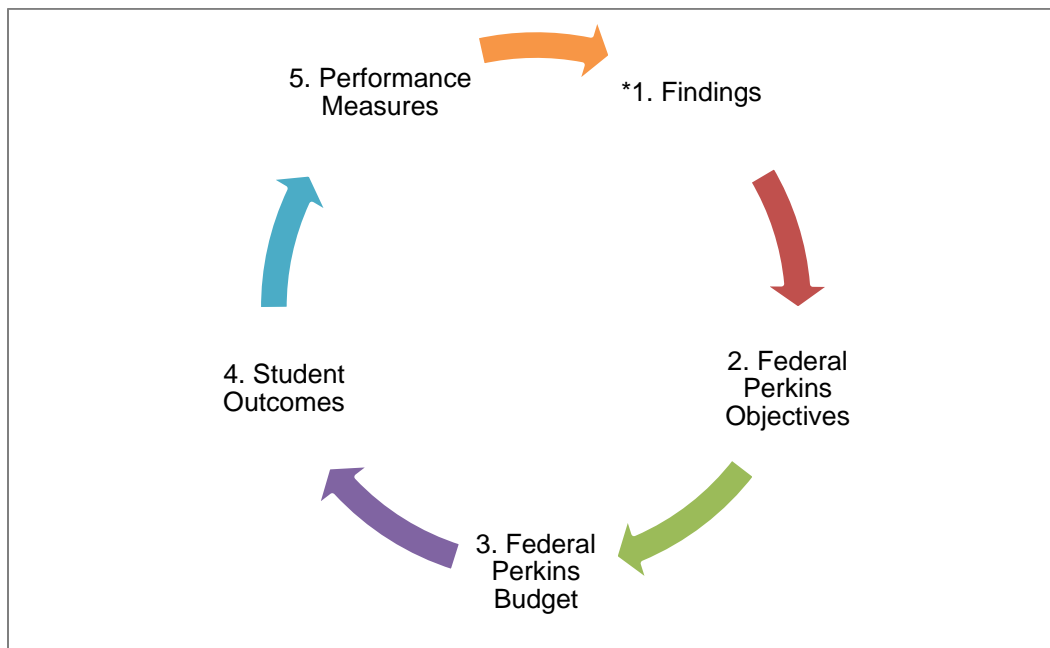 *1. Findings
2. Federal
Perkins
Objectives
3. Federal
Perkins
Budget
4. Student
Outcomes
5. Performance
Measures